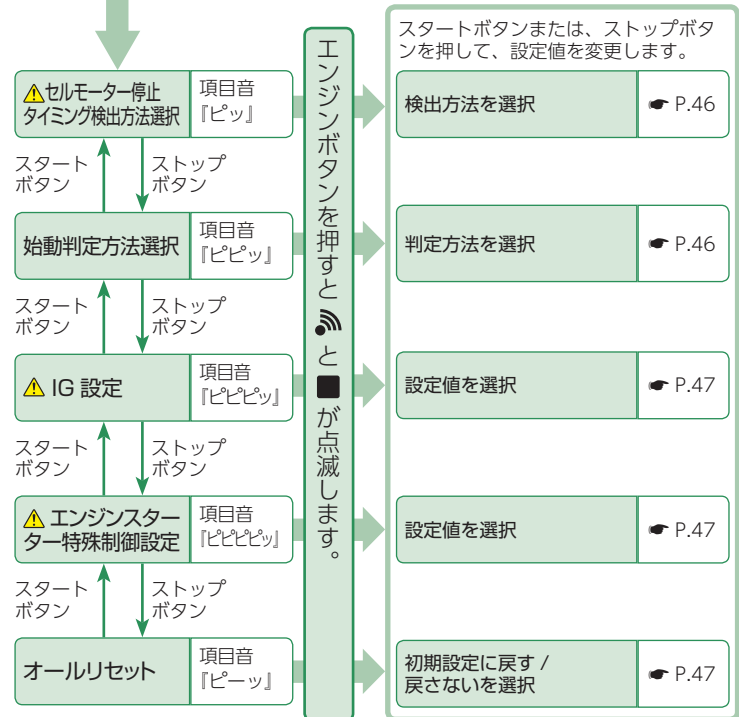 スタートボタンまたは、ストップボタ
ンを押して、設定値を変更します。
⚠セルモーター停止
タイミング検出方法選択
項目音
『ピッ』
検出方法を選択
☛ P.46
スタート
ボタン
ストップ
ボタン
始動判定方法選択
項目音
『ピピッ』
判定方法を選択
☛ P.46
スタート
ボタン
ストップ
ボタン
⚠ IG 設定
項目音
『ピピピッ』
設定値を選択
☛ P.47
スタート
ボタン
ストップ
ボタン
⚠ エンジンスター
ター特殊制御設定
項目音
『ピピピピッ』
設定値を選択
☛ P.47
スタート
ボタン
ストップ
ボタン
オールリセット
項目音
『ピーッ』
初期設定に戻す /
戻さないを選択
☛ P.47
エンジンボタンを押すと と ■ が点滅します。